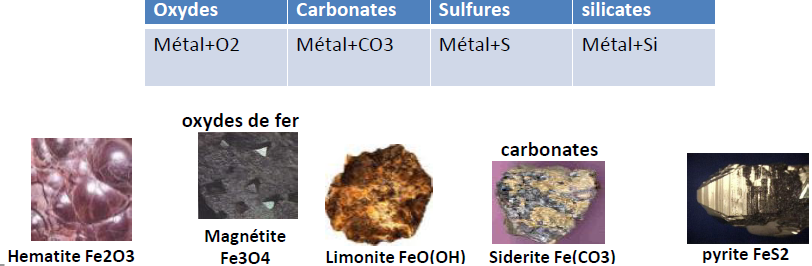 Oxydes Carbonates Sulfures silicates
Métal+O2 Métal+CO3 Métal+S Métal+Si
oxydes de fer
carbonates
Hematite Fe2O3
Magnétite
Fe3O4
Limonite FeO(OH)
Siderite Fe(CO3)
pyrite FeS2